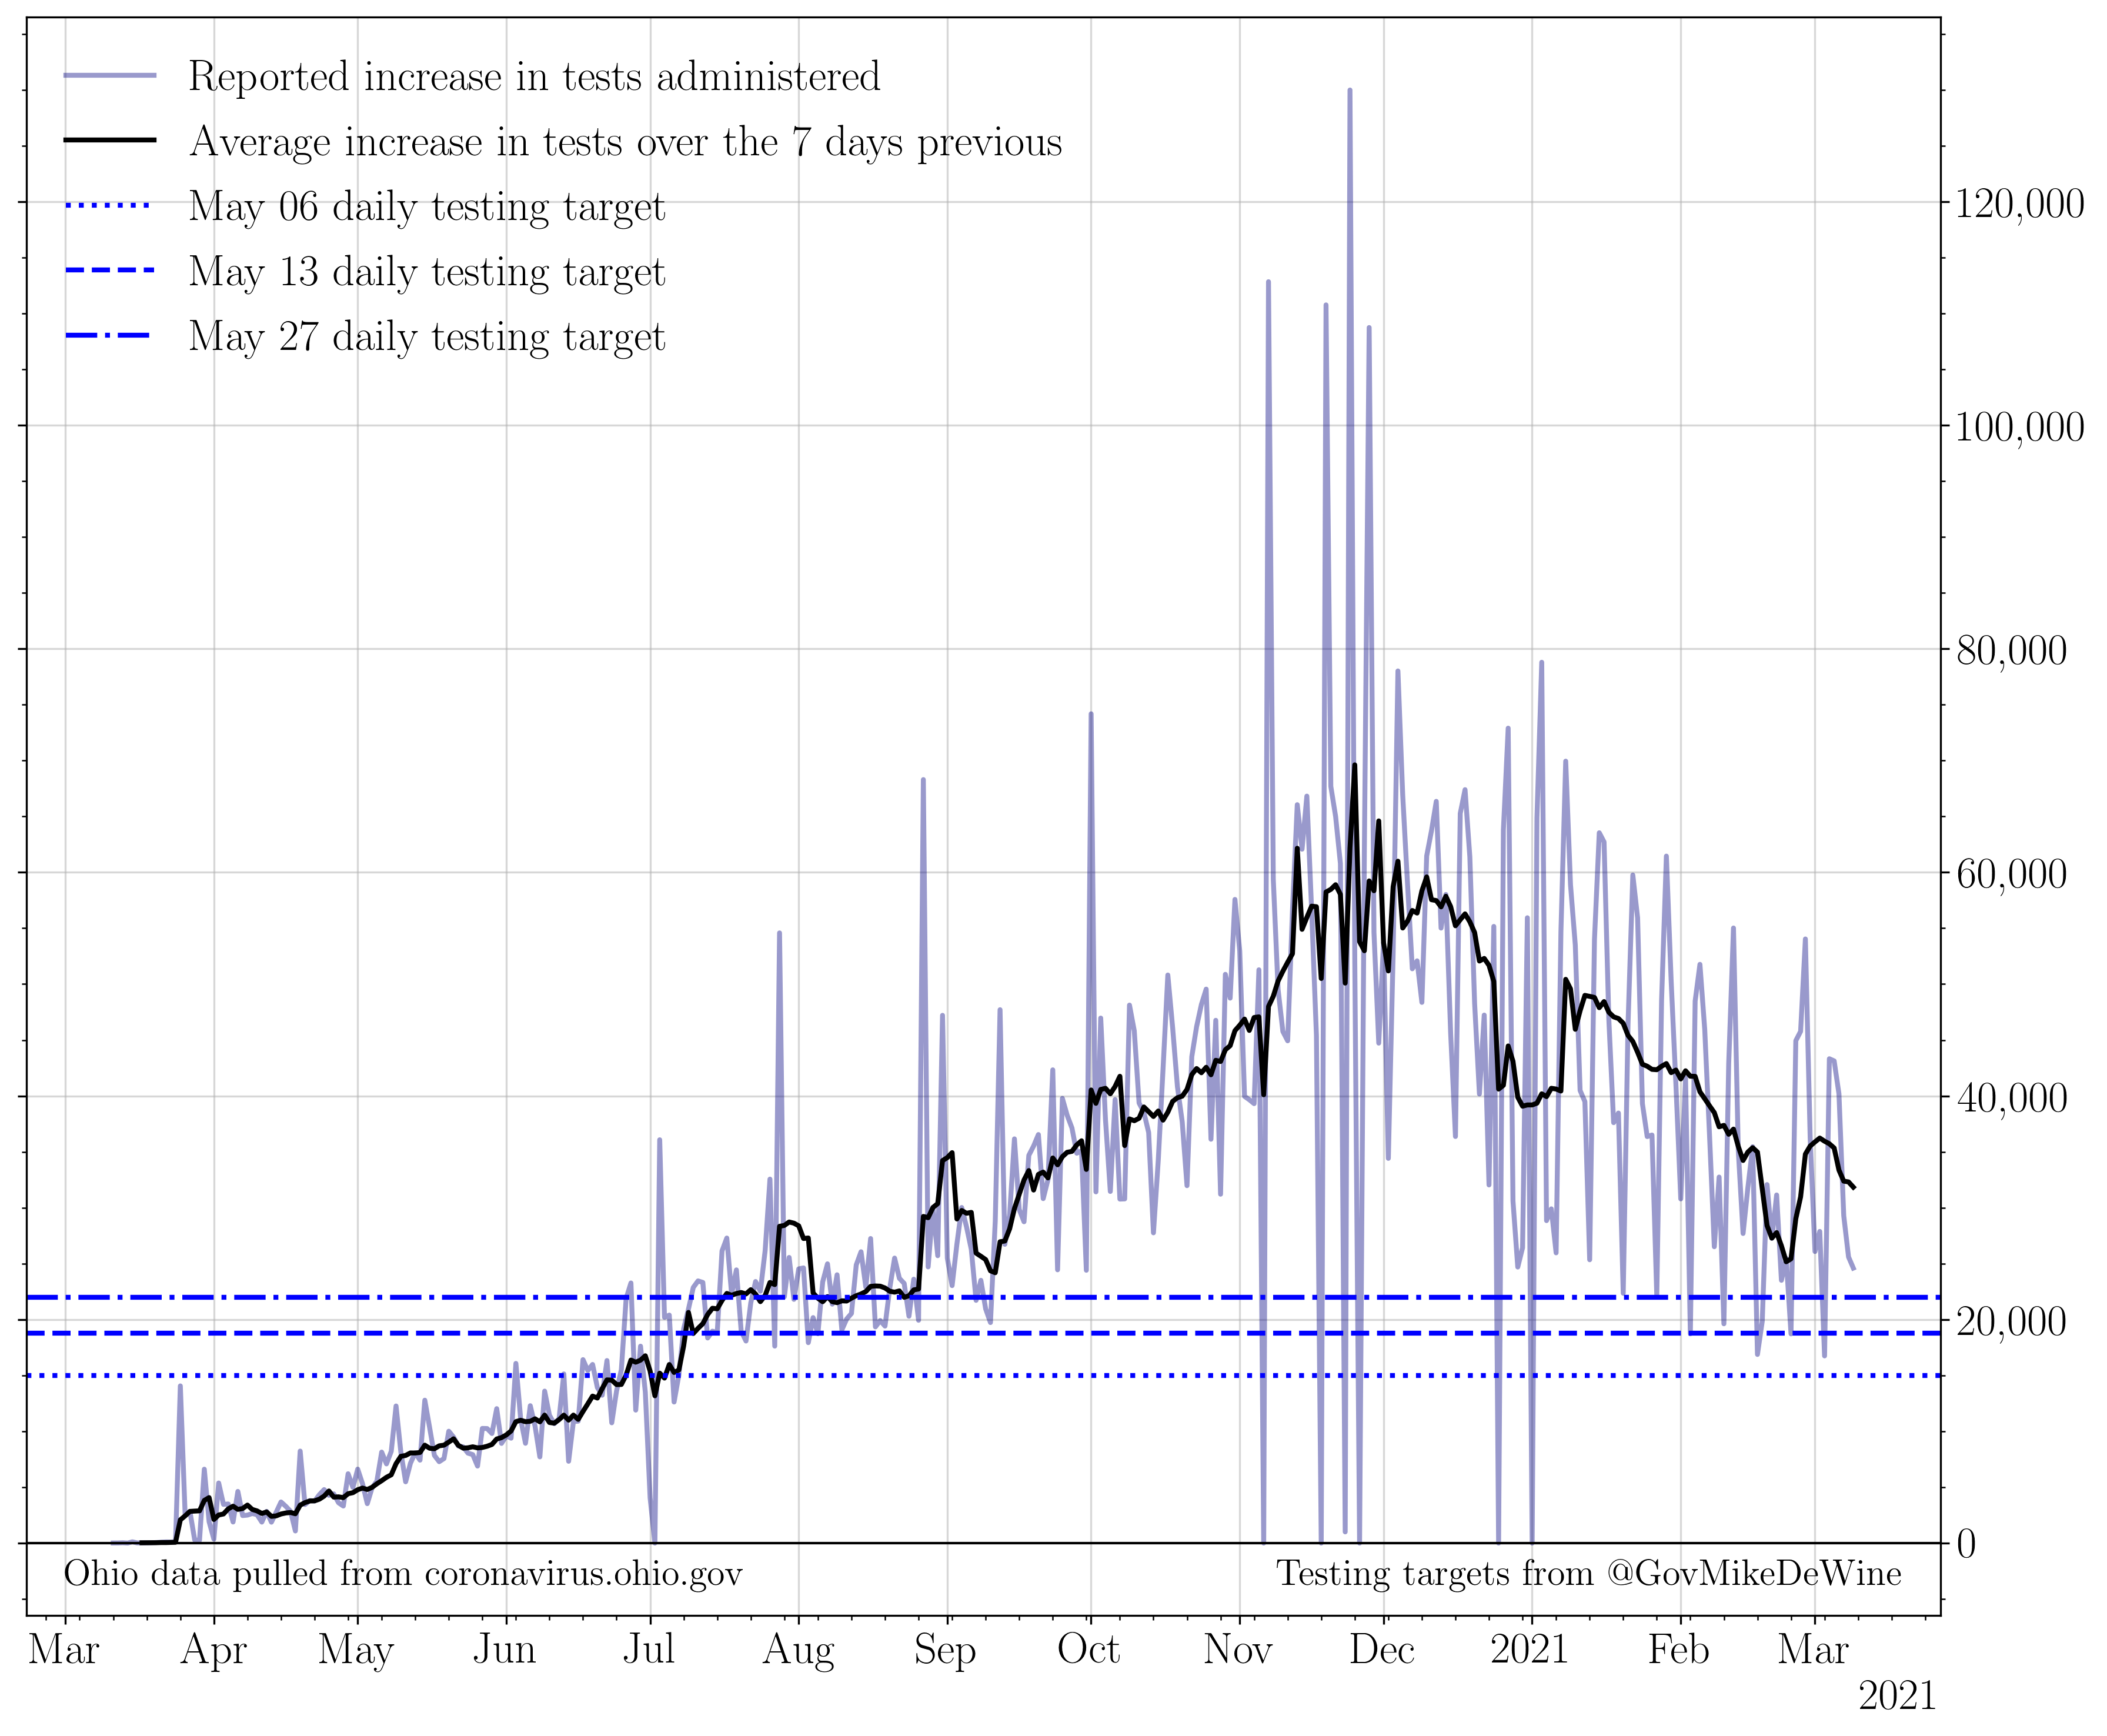 Reported increase in tests administered
Average increase in tests over the 7 days previous
May 06 daily testing target
May 13 daily testing target
May 27 daily testing target
120,000
100,000
80,000
60,000
40,000
20,000
0
Ohio data pulled from coronavirus.ohio.gov
Testing targets from @GovMikeDeWine
Mar Apr May Jun Jul Aug Sep Oct Nov Dec 2021 Feb Mar
2021